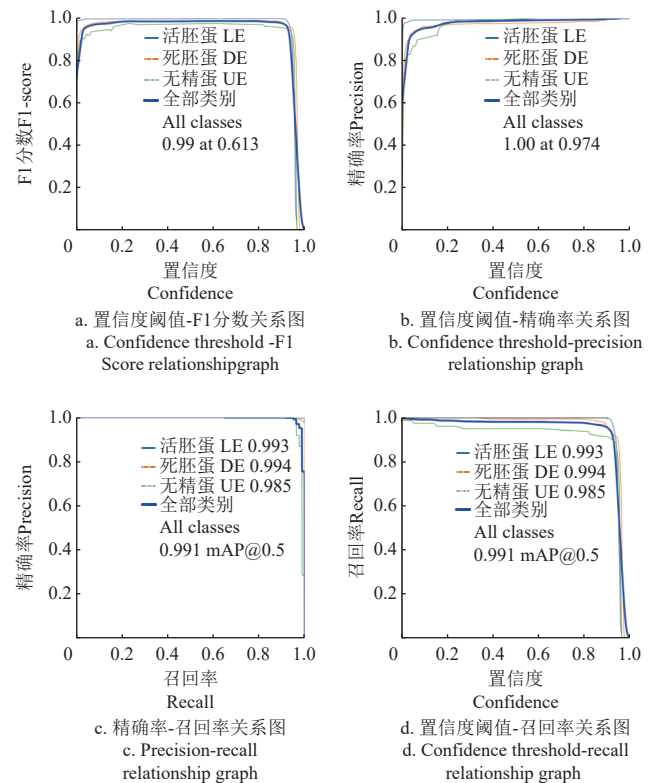 1.0
0.8
0.6
0.4
0.2
0
0.2
0.4
0.6
0.8
1.0
F1分数F1-score
活胚蛋 LE
死胚蛋 DE
无精蛋 UE
全部类别
All classes
0.99 at 0.613
置信度
Confidence
a. 置信度阈值-F1分数关系图
a. Confidence threshold -F1
Score relationshipgraph
1.0
0.8
0.6
0.4
0.2
0
0.2
0.4
0.6
0.8
1.0
精确率Precision
活胚蛋 LE
死胚蛋 DE
无精蛋 UE
全部类别
All classes
1.00 at 0.974
置信度
Confidence
b. 置信度阈值-精确率关系图
b. Confidence threshold-precision
relationship graph
1.0
0.8
0.6
0.4
0.2
0
0.2
0.4
0.6
0.8
1.0
精确率Precision
活胚蛋 LE 0.993
死胚蛋 DE 0.994
无精蛋 UE 0.985
全部类别
All classes
0.991 mAP@0.5
召回率
Recall
c. 精确率-召回率关系图
c. Precision-recall
relationship graph
1.0
0.8
0.6
0.4
0.2
0
0.2
0.4
0.6
0.8
1.0
召回率Recall
活胚蛋 LE 0.993
死胚蛋 DE 0.994
无精蛋 UE 0.985
全部类别
All classes
0.991 mAP@0.5
置信度
Confidence
d. 置信度阈值-召回率关系图
d. Confidence threshold-recall
relationship graph